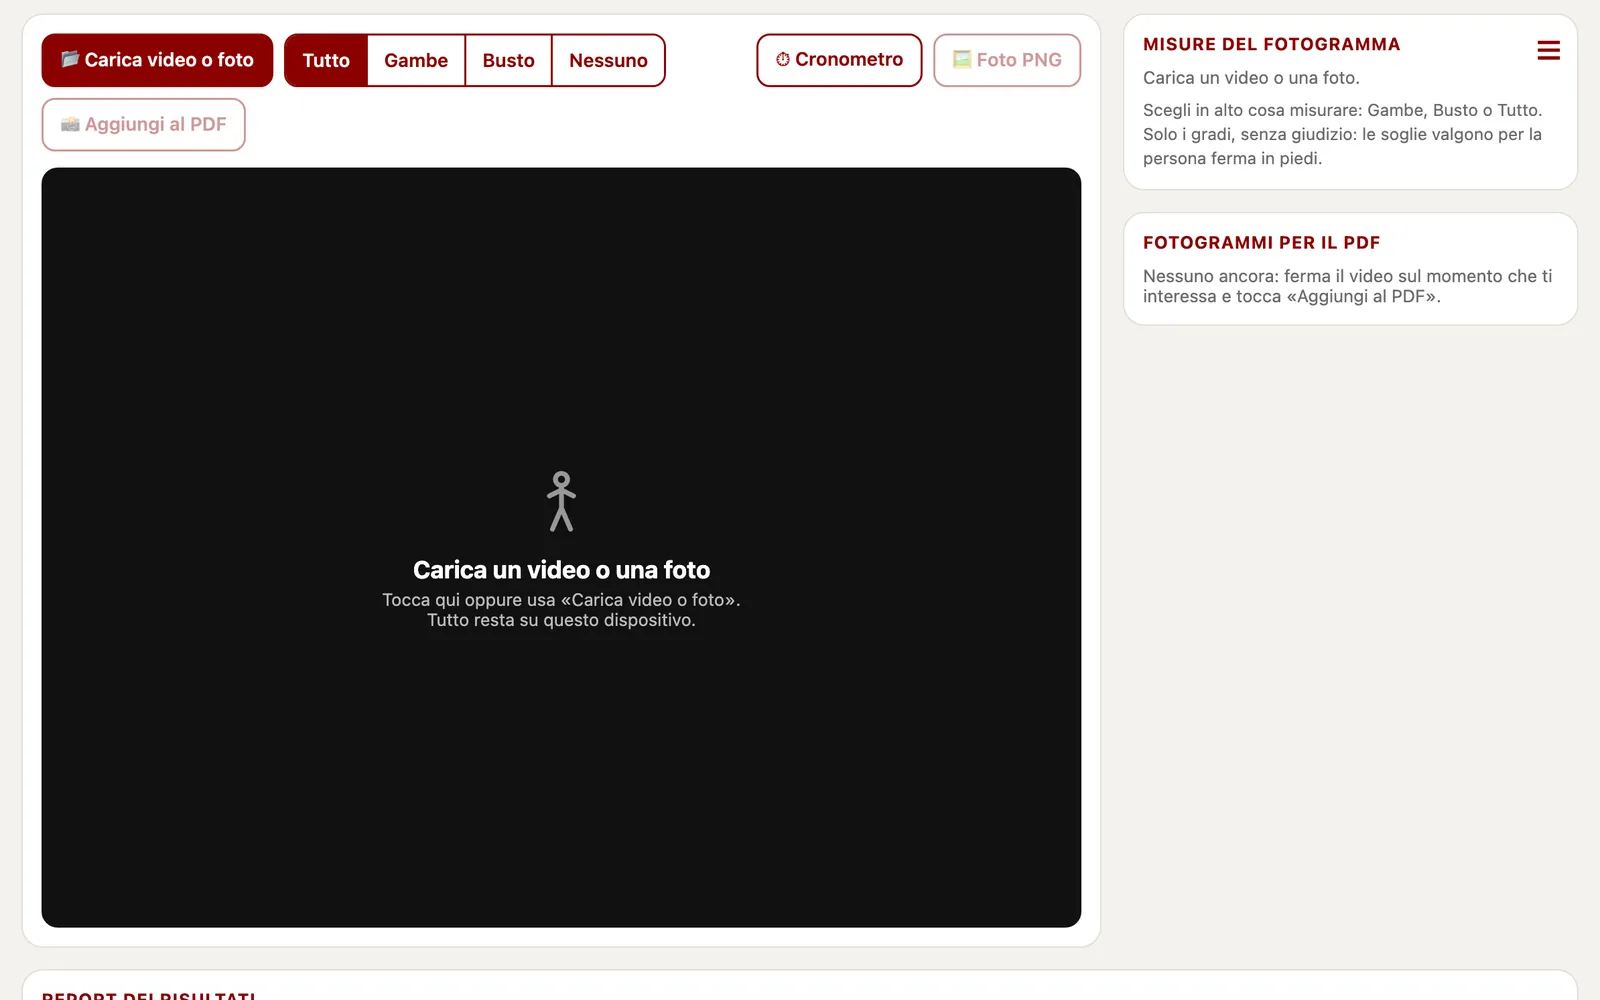 Carica video o foto
Tutto
Gambe
Busto
Nessuno
Cronometro
Foto PNG
Aggiungi al PDF
Carica un video o una foto
Tocca qui oppure usa «Carica video o foto».
Tutto resta su questo dispositivo.
MISURE DEL FOTOGRAMMA
Carica un video o una foto.
Scegli in alto cosa misurare: Gambe, Busto o Tutto.
Solo i gradi, senza giudizio: le soglie valgono per la
persona ferma in piedi.
FOTOGRAMMI PER IL PDF
Nessuno ancora: ferma il video sul momento che ti
interessa e tocca «Aggiungi al PDF».
REPORT DEI RISULTATI